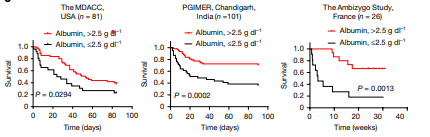 The MDACC,
USA (n = 81)
Albumin, >2.5 g dl⁻¹
Albumin, ≤2.5 g dl⁻¹
Survival
1.0
0.8
0.6
0.4
0.2
0
P = 0.0294
0 20 40 60 80 100
Time (days)
PGIMER, Chandigarh,
India (n =101)
Albumin, >2.5 g dl⁻¹
Albumin, ≤2.5 g dl⁻¹
Survival
1.0
0.8
0.6
0.4
0.2
0
P = 0.0002
0 20 40 60 80 100
Time (days)
The Ambizygo Study,
France (n = 26)
Albumin, >2.5 g dl⁻¹
Albumin, ≤2.5 g dl⁻¹
Survival
1.0
0.8
0.6
0.4
0.2
0
P = 0.0013
0 10 20 30 40
Time (weeks)